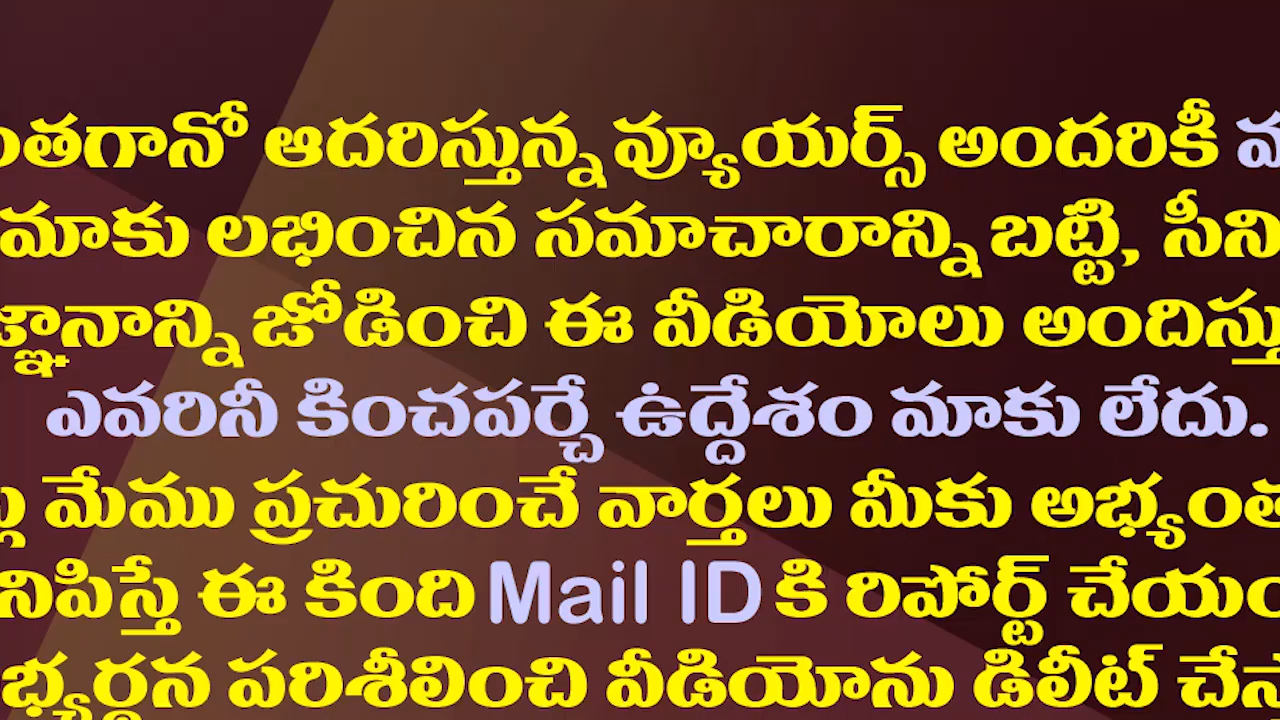 ఆదరిస్తున్న వ్యూయర్స్ అందరికీ
మాకు లభించిన సమాచారాన్ని బట్టి,
జోడించి ఈ వీడియోలు
ఎవరినీ కించపర్చే ఉద్దేశం మాకు లేదు.
మేము ప్రచురించే వార్తలు మీకు
ఈ కింది Mail ID కి రిపోర్ట్
పరిశీలించి వీడియోను డిలీట్